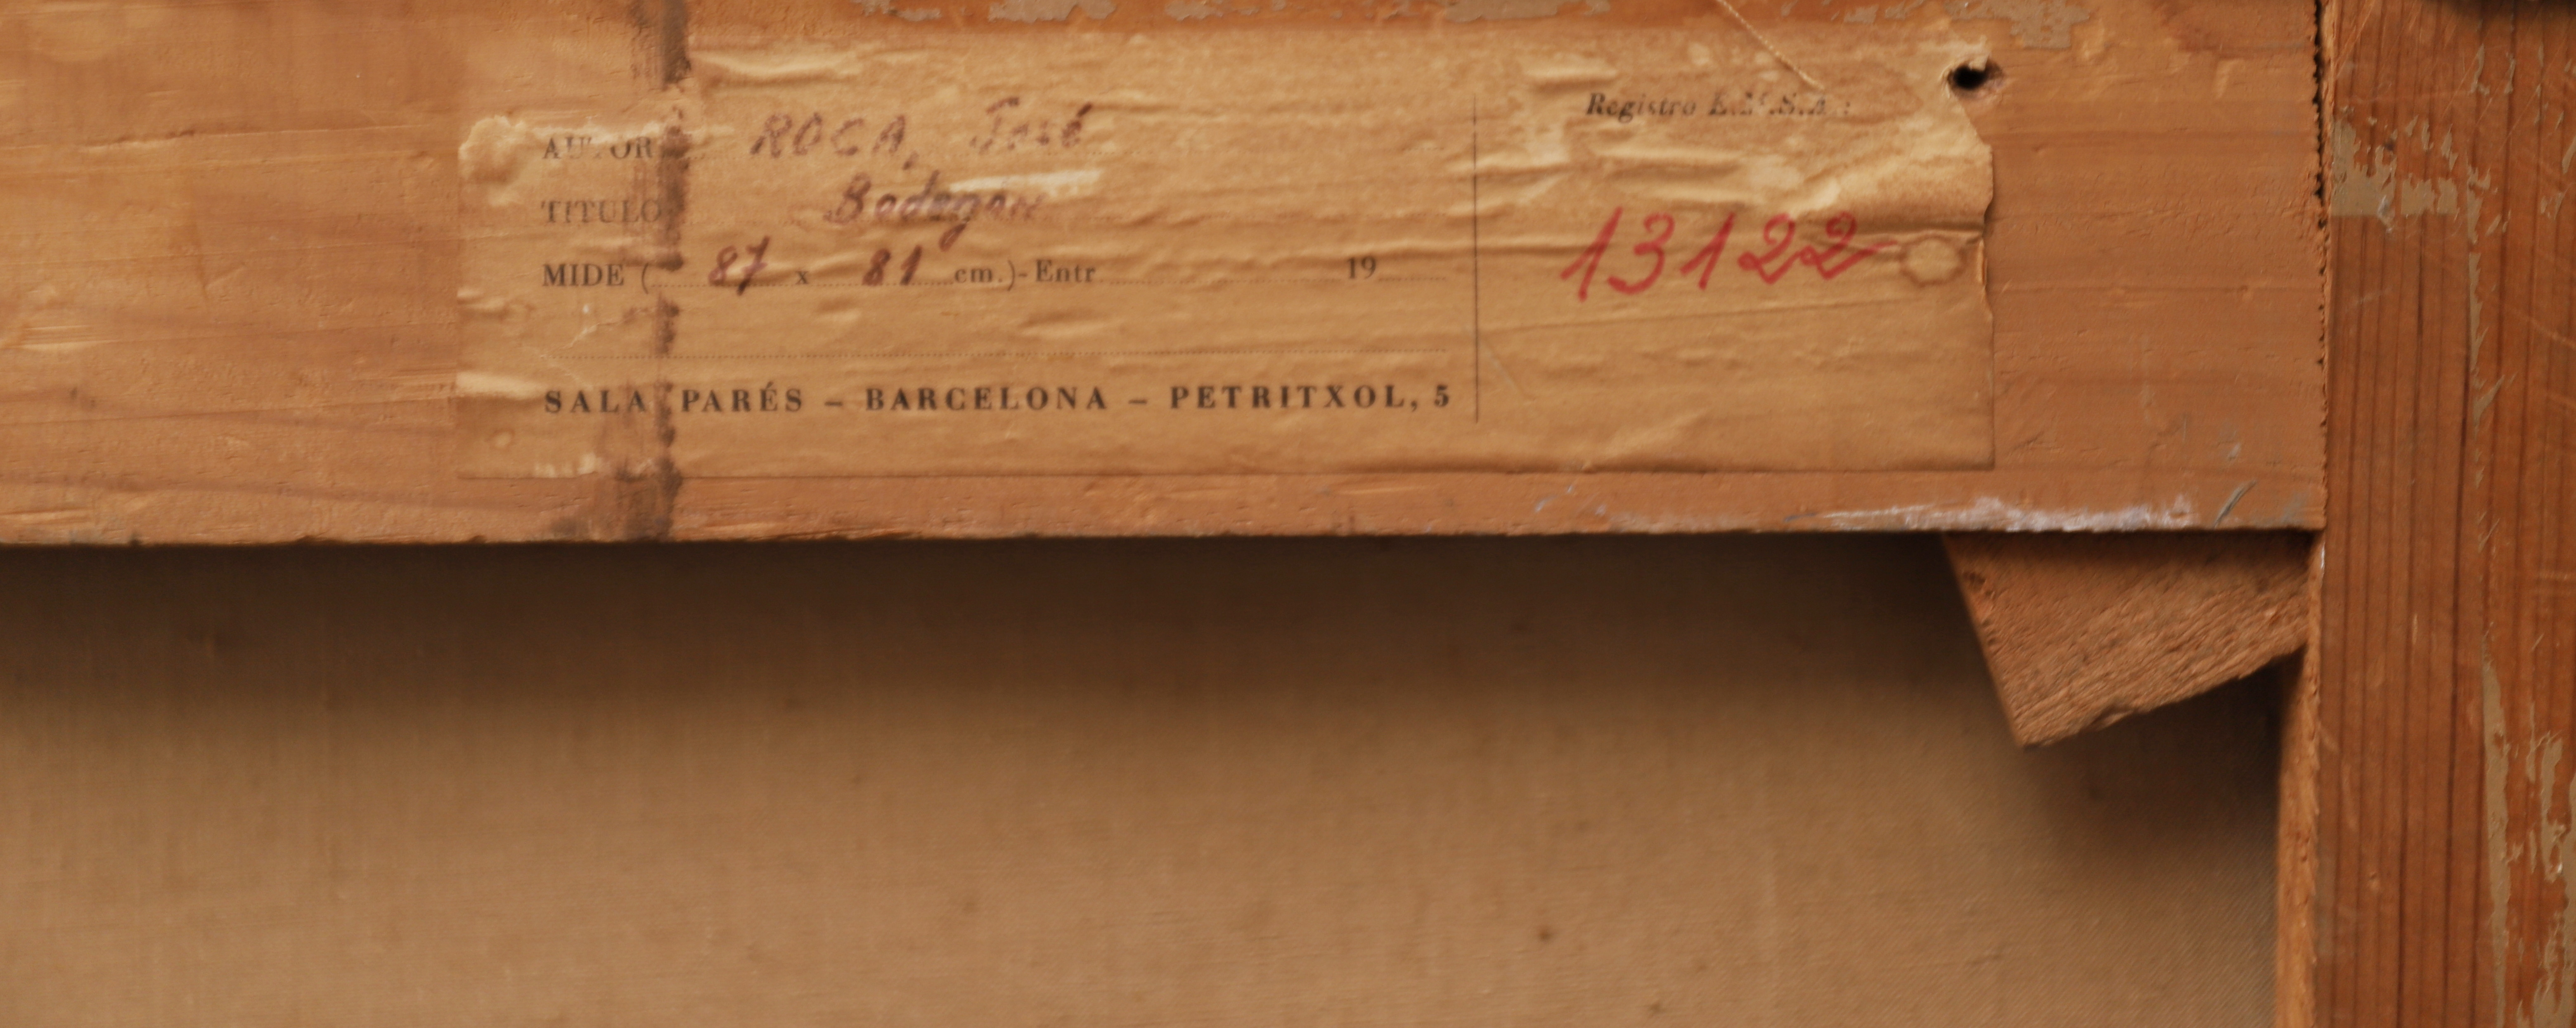 AUTOR ROCA, José
TITULO Bodegon
MIDE ( 87 x 81 cm.)-Entr 19
SALA PARÉS – BARCELONA – PETRITXOL, 5
Registro
13122